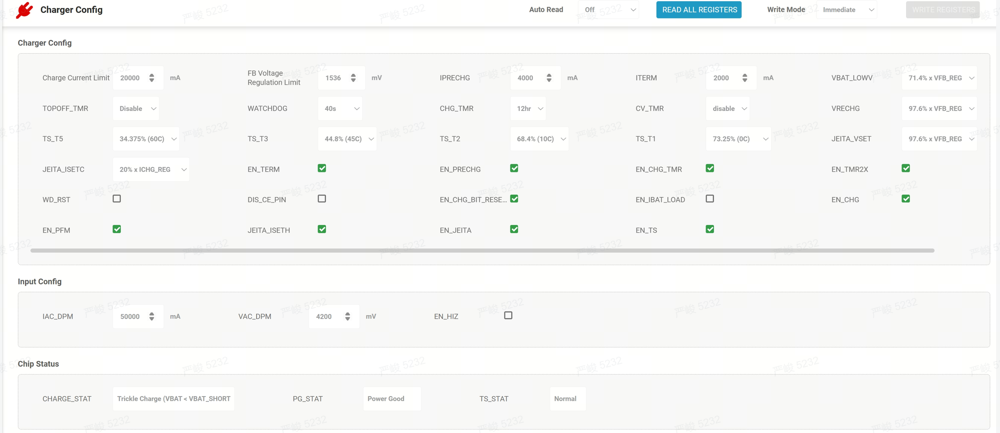 Charger Config
Auto Read Off READ ALL REGISTERS Write Mode Immediate WRITE REGISTERS
Charger Config
Charge Current Limit 20000 mA FB Voltage Regulation Limit 1536 mV IPRECHG 4000 mA ITERM 2000 mA VBAT_LOWV 71.4% x VFB_REG
TOPOFF_TMR Disable WATCHDOG 40s CHG_TMR 12hr CV_TMR disable VRECHG 97.6% x VFB_REG
TS_T5 34.375% (60C) TS_T3 44.8% (45C) TS_T2 68.4% (10C) TS_T1 73.25% (0C) JEITA_VSET 97.6% x VFB_REG
JEITA_ISETC 20% x ICHG_REG EN_TERM EN_PRECHG EN_CHG_TMR EN_TMR2X
WD_RST DIS_CE_PIN EN_CHG_BIT_RESE... EN_IBAT_LOAD EN_CHG
EN_PFM JEITA_ISETH EN_JEITA EN_TS
Input Config
IAC_DPM 50000 mA VAC_DPM 4200 mV EN_HIZ
Chip Status
CHARGE_STAT Trickle Charge (VBAT < VBAT_SHORT PG_STAT Power Good TS_STAT Normal
严峻 5232